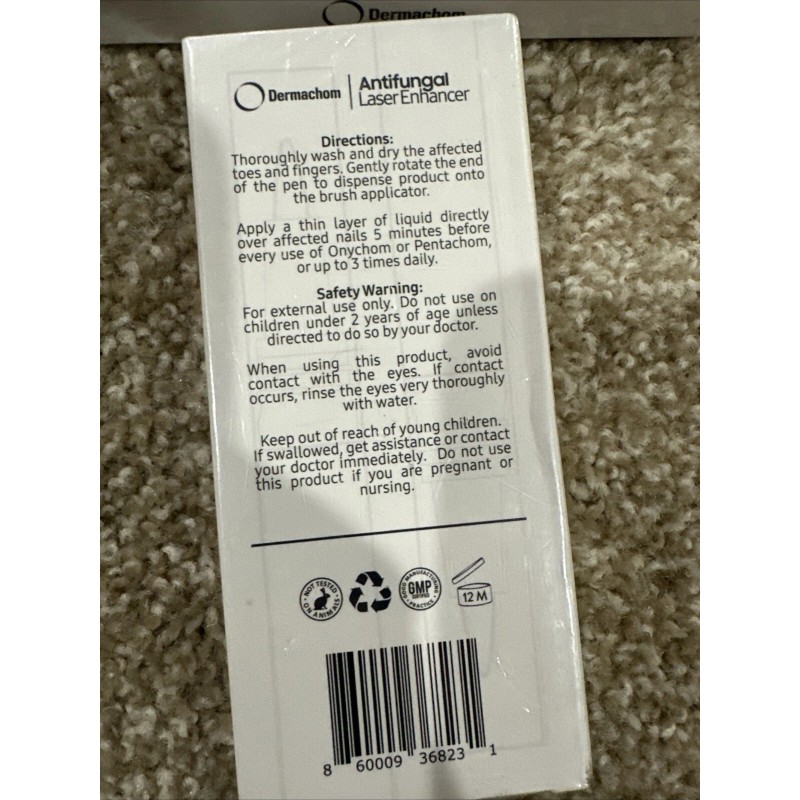 Dermachom
Dermachom
Antifungal
Laser Enhancer
Directions:
Thoroughly wash and dry the affected
toes and fingers. Gently rotate the end
of the pen to dispense product onto
the brush applicator.
Apply a thin layer of liquid directly
over affected nails 5 minutes before
every use of Onychom or Pentachom,
or up to 3 times daily.
Safety Warning:
For external use only. Do not use on
children under 2 years of age unless
directed to do so by your doctor.
When using this product, avoid
contact with the eyes. If contact
occurs, rinse the eyes very thoroughly
with water.
Keep out of reach of young children.
If swallowed, get assistance or contact
your doctor immediately. Do not use
this product if you are pregnant or
nursing.
NOT TESTED
ON ANIMALS
GOOD MANUFACTURING
GMP
CERTIFIED
PRACTICE
12 M
8 60009 36823 1